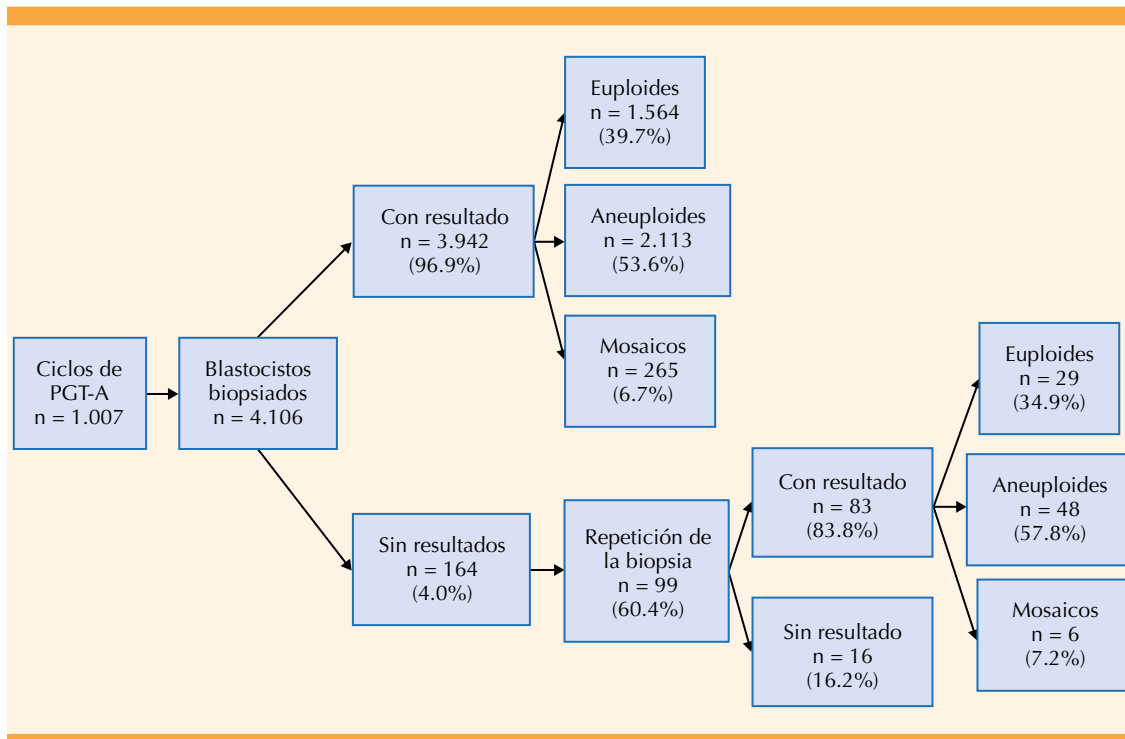 Ciclos de
PGT-A
n = 1.007
Blastocistos
biopsiados
n = 4.106
Con resultado
n = 3.942
(96.9%)
Euploides
n = 1.564
(39.7%)
Aneuploides
n = 2.113
(53.6%)
Mosaicos
n = 265
(6.7%)
Sin resultados
n = 164
(4.0%)
Repetición de
la biopsia
n = 99
(60.4%)
Con resultado
n = 83
(83.8%)
Sin resultado
n = 16
(16.2%)
Euploides
n = 29
(34.9%)
Aneuploides
n = 48
(57.8%)
Mosaicos
n = 6
(7.2%)